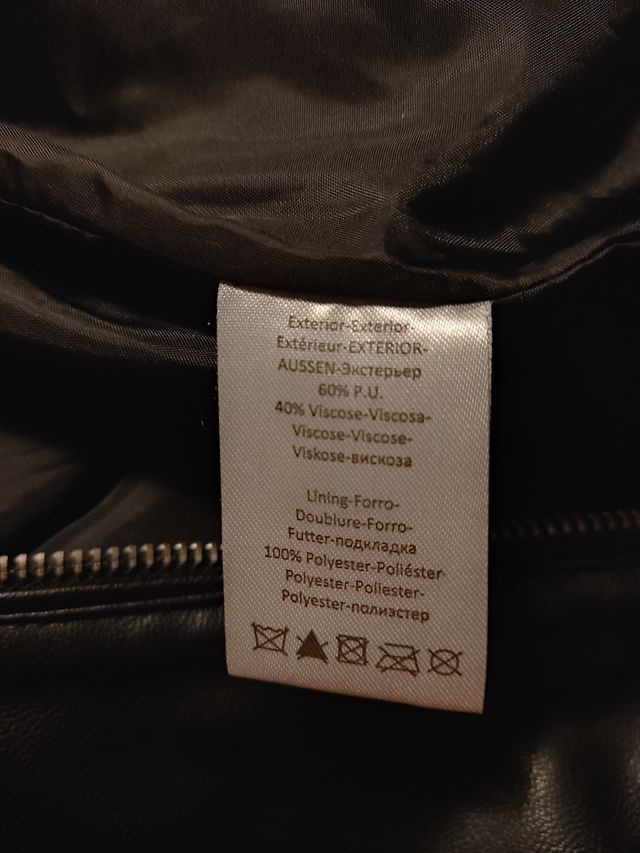 Exterior-Exterior-
Extérieur-EXTERIOR-
AUSSEN-Экстерьер
60% P.U.
40% Viscose-Viscosa-
Viscose-Viscose-
Viskose-вискоза
Lining-Forro-
Doublure-Forro-
Futter-подкладка
100% Polyester-Poliéster-
Polyester-Poliester-
Polyester-полиэстер